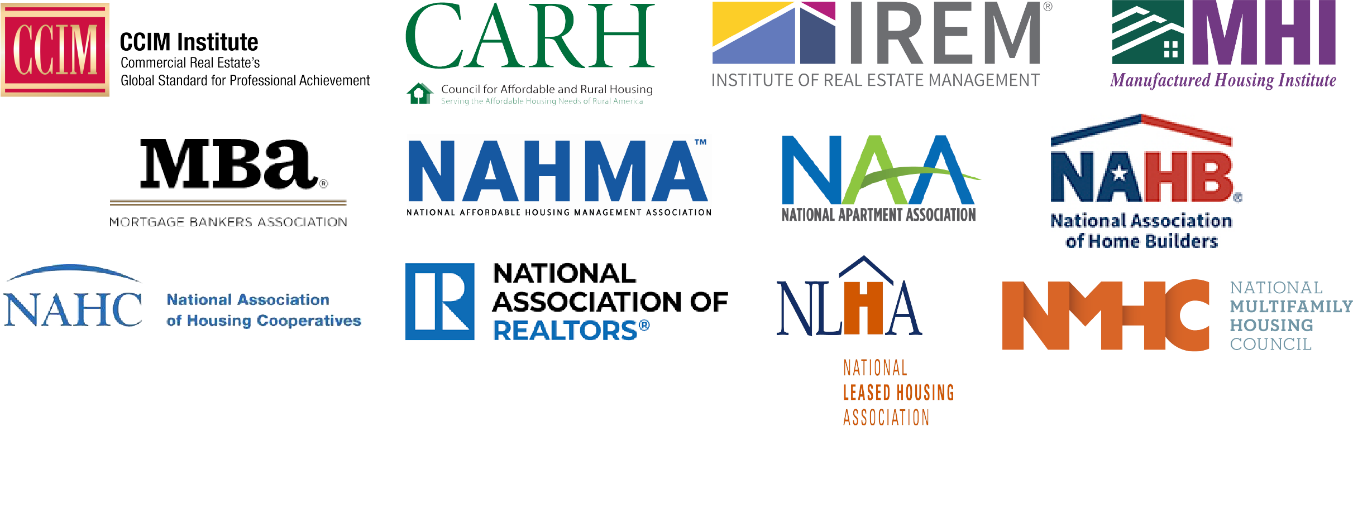 CCIM
CCIM Institute
Commercial Real Estate's
Global Standard for Professional Achievement
CARH
Council for Affordable and Rural Housing
Serving the Affordable Housing Needs of Rural America
IREM®
INSTITUTE OF REAL ESTATE MANAGEMENT
MHI
Manufactured Housing Institute
MBa®
MORTGAGE BANKERS ASSOCIATION
NAHMA™
NATIONAL AFFORDABLE HOUSING MANAGEMENT ASSOCIATION
NAA
NATIONAL APARTMENT ASSOCIATION
NAHB®
National Association
of Home Builders
NAHC
National Association
of Housing Cooperatives
R
NATIONAL
ASSOCIATION OF
REALTORS®
NLHA
NATIONAL
LEASED HOUSING
ASSOCIATION
NMHC
NATIONAL
MULTIFAMILY
HOUSING
COUNCIL